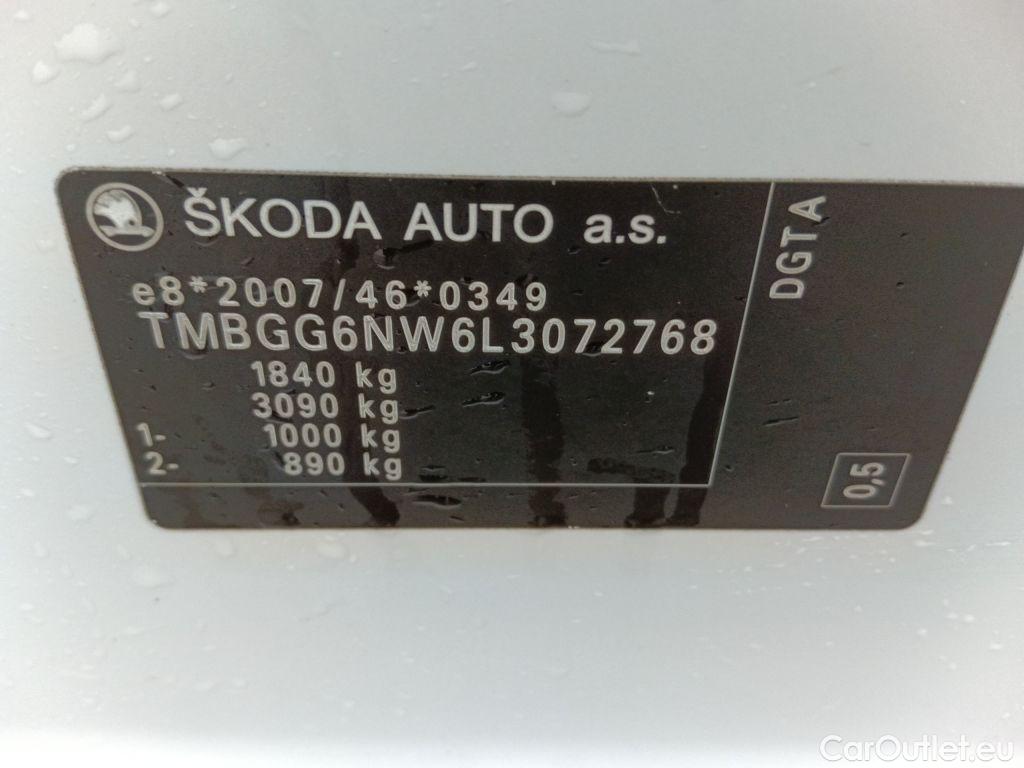 ŠKODA AUTO a.s.
e8*2007/46*0349
TMBGG6NW6L3072768
1840 kg
3090 kg
1- 1000 kg
2- 890 kg
DGTA
0,5
CarOutlet.eu